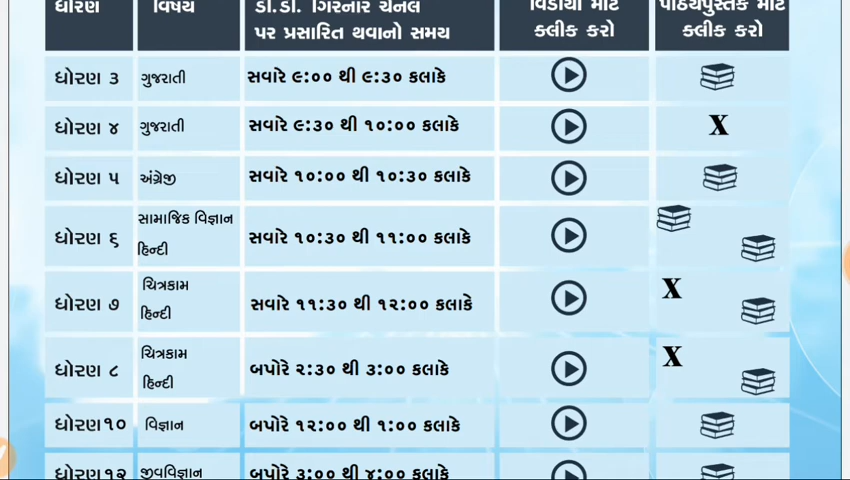 ધોરણ વિષય ડી.ડી. ગિરનાર ચેનલ પર પ્રસારિત થવાનો સમય વિડીયો માટે ક્લીક કરો પાઠ્યપુસ્તક માટે ક્લીક કરો
ધોરણ ૩ ગુજરાતી સવારે ૯:૦૦ થી ૯:૩૦ કલાકે
ધોરણ ૪ ગુજરાતી સવારે ૯:૩૦ થી ૧૦:૦૦ કલાકે X
ધોરણ ૫ અંગ્રેજી સવારે ૧૦:૦૦ થી ૧૦:૩૦ કલાકે
ધોરણ ૬ સામાજિક વિજ્ઞાન હિન્દી સવારે ૧૦:૩૦ થી ૧૧:૦૦ કલાકે
ધોરણ ૭ ચિત્રકામ હિન્દી સવારે ૧૧:૩૦ થી ૧૨:૦૦ કલાકે X
ધોરણ ૮ ચિત્રકામ હિન્દી બપોરે ૨:૩૦ થી ૩:૦૦ કલાકે X
ધોરણ ૧૦ વિજ્ઞાન બપોરે ૧૨:૦૦ થી ૧:૦૦ કલાકે
ધોરણ ૧૨ જીવવિજ્ઞાન બપોરે ૩:૦૦ થી ૪:૦૦ કલાકે